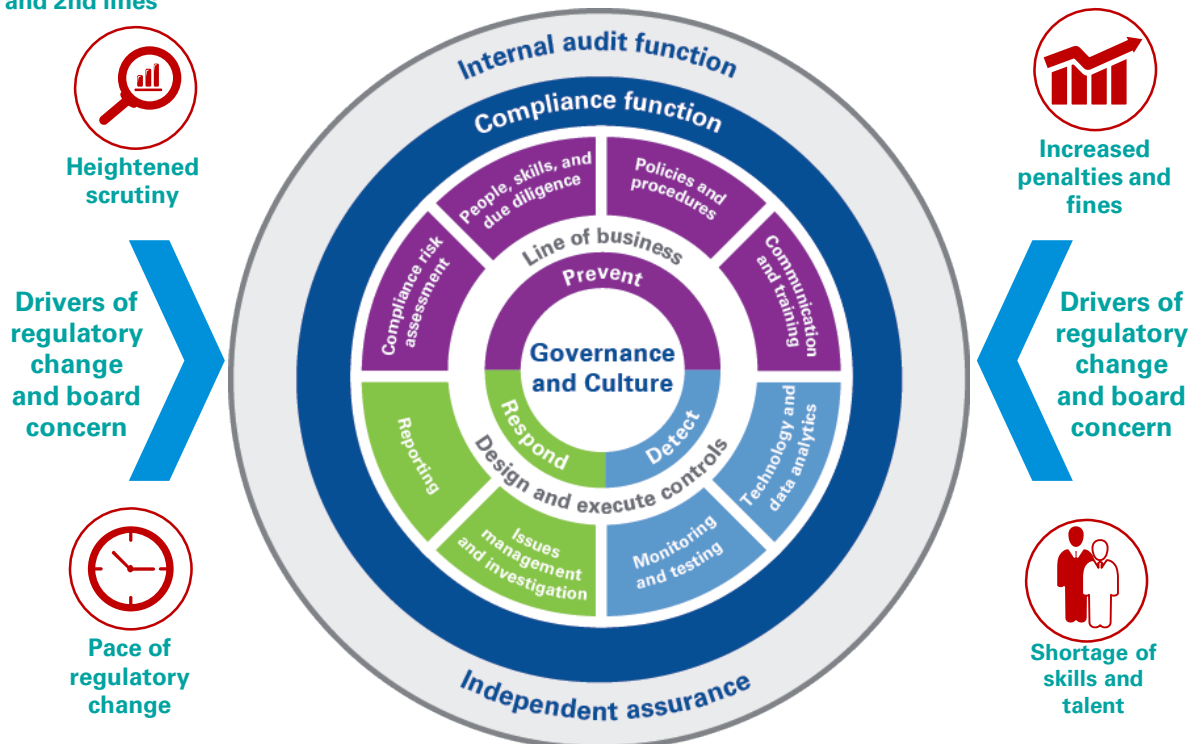 and 2nd lines
Heightened
scrutiny
Drivers of
regulatory
change
and board
concern
Pace of
regulatory
change
Internal audit function
Compliance function
People, skills, and
due diligence
Policies and
procedures
Compliance risk
assessment
Communication
and training
Line of business
Prevent
Governance
and Culture
Respond
Detect
Design and execute controls
Reporting
Technology and
data analytics
Issues
management
and investigation
Monitoring
and testing
Independent assurance
Increased
penalties and
fines
Drivers of
regulatory
change
and board
concern
Shortage of
skills and
talent